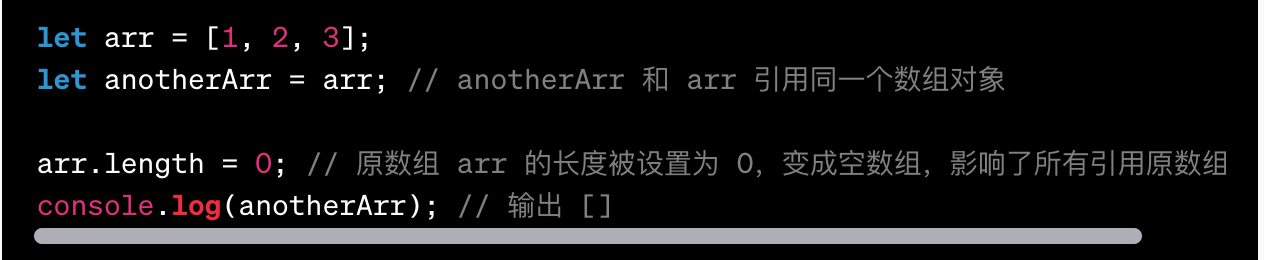 let arr = [1, 2, 3];
let anotherArr = arr; // anotherArr 和 arr 引用同一个数组对象
arr.length = 0; // 原数组 arr 的长度被设置为 0，变成空数组，影响了所有引用原数组
console.log(anotherArr); // 输出 []